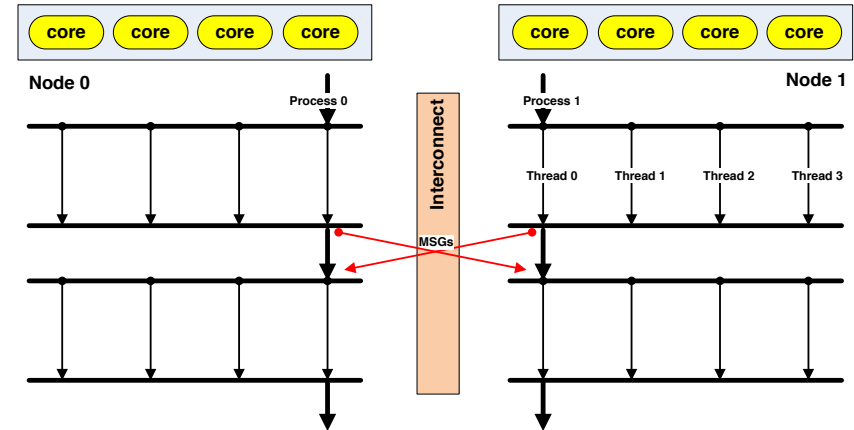 core core core core
core core core core
Node 0
Node 1
Process 0
Process 1
Interconnect
Thread 0 Thread 1 Thread 2 Thread 3
MSGs